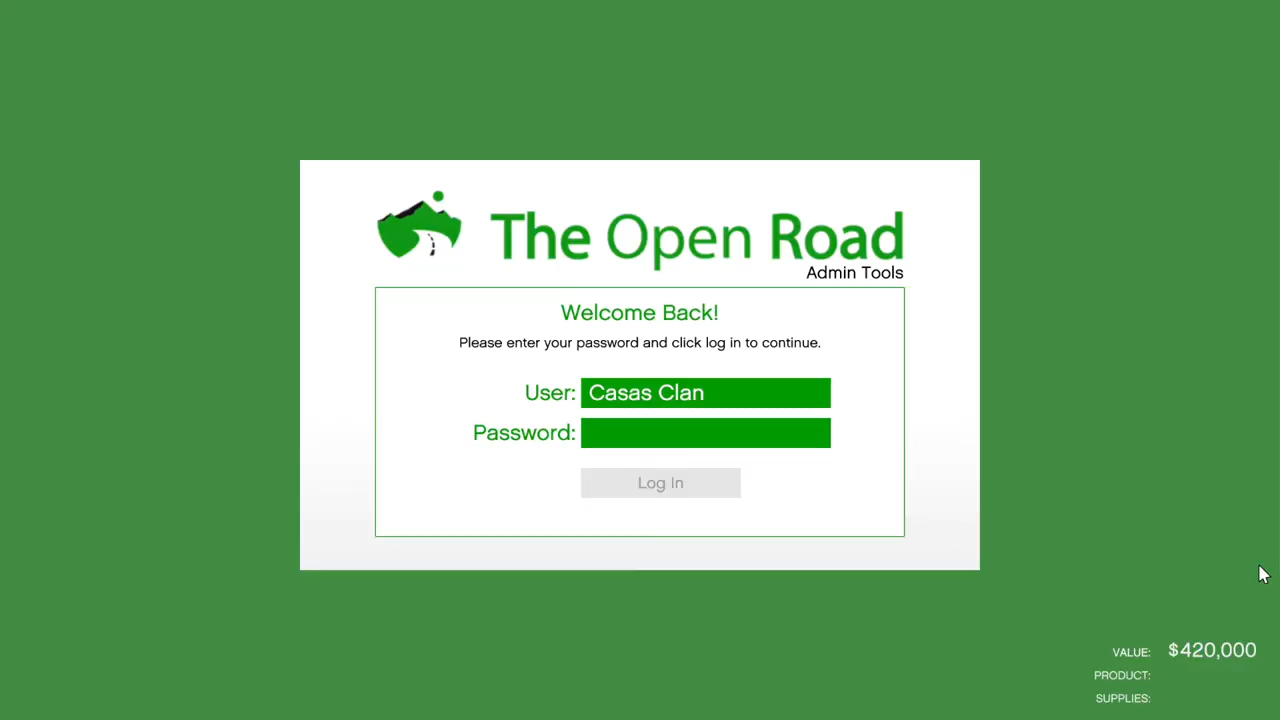 The Open Road
Admin Tools
Welcome Back!
Please enter your password and click log in to continue.
User: Casas Clan
Password:
Log In
VALUE: $420,000
PRODUCT:
SUPPLIES: